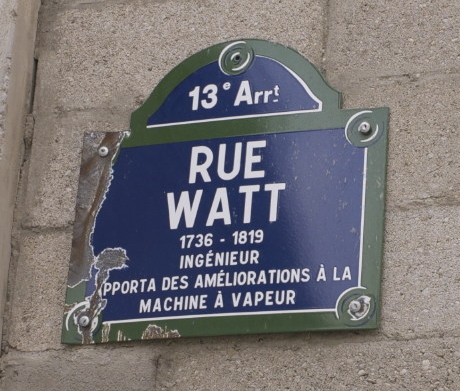 13e Arrt
RUE
WATT
1736 - 1819
INGÉNIEUR
PPORTA DES AMÉLIORATIONS À LA
MACHINE À VAPEUR